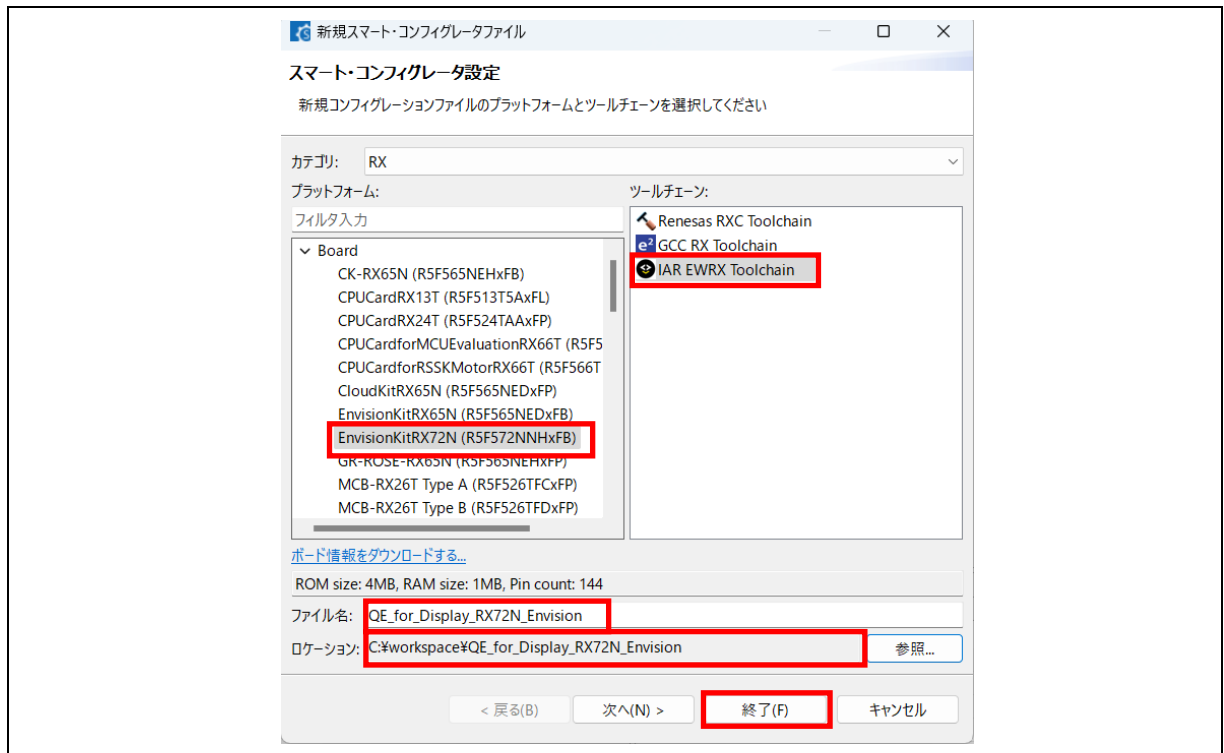 新規スマート・コンフィグレータファイル
スマート・コンフィグレータ設定
新規コンフィグレーションファイルのプラットフォームとツールチェーンを選択してください
カテゴリ: RX
プラットフォーム:
フィルタ入力
Board
CK-RX65N (R5F565NEHxFB)
CPUCardRX13T (R5F513T5AxFL)
CPUCardRX24T (R5F524TAAxFP)
CPUCardforMCUEvaluationRX66T (R5F5
CPUCardforRSSKMotorRX66T (R5F566T
CloudKitRX65N (R5F565NEDxFP)
EnvisionKitRX65N (R5F565NEDxFB)
EnvisionKitRX72N (R5F572NNHxFB)
GR-ROSE-RX65N (R5F565NEHxFP)
MCB-RX26T Type A (R5F526TFCxFP)
MCB-RX26T Type B (R5F526TFDxFP)
ツールチェーン:
Renesas RXC Toolchain
e² GCC RX Toolchain
IAR EWRX Toolchain
ボード情報をダウンロードする...
ROM size: 4MB, RAM size: 1MB, Pin count: 144
ファイル名: QE_for_Display_RX72N_Envision
ロケーション: C:¥workspace¥QE_for_Display_RX72N_Envision 参照...
< 戻る(B) 次へ(N) > 終了(F) キャンセル